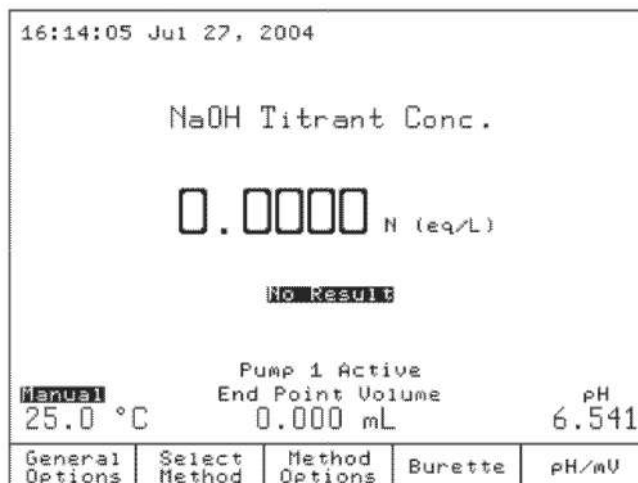 16:14:05 Jul 27, 2004
NaOH Titrant Conc.
0.0000 N (eq/L)
No Result
Pump 1 Active
Manual End Point Volume pH
25.0 °C 0.000 mL 6.541
General Options Select Method Method Options Burette pH/mV